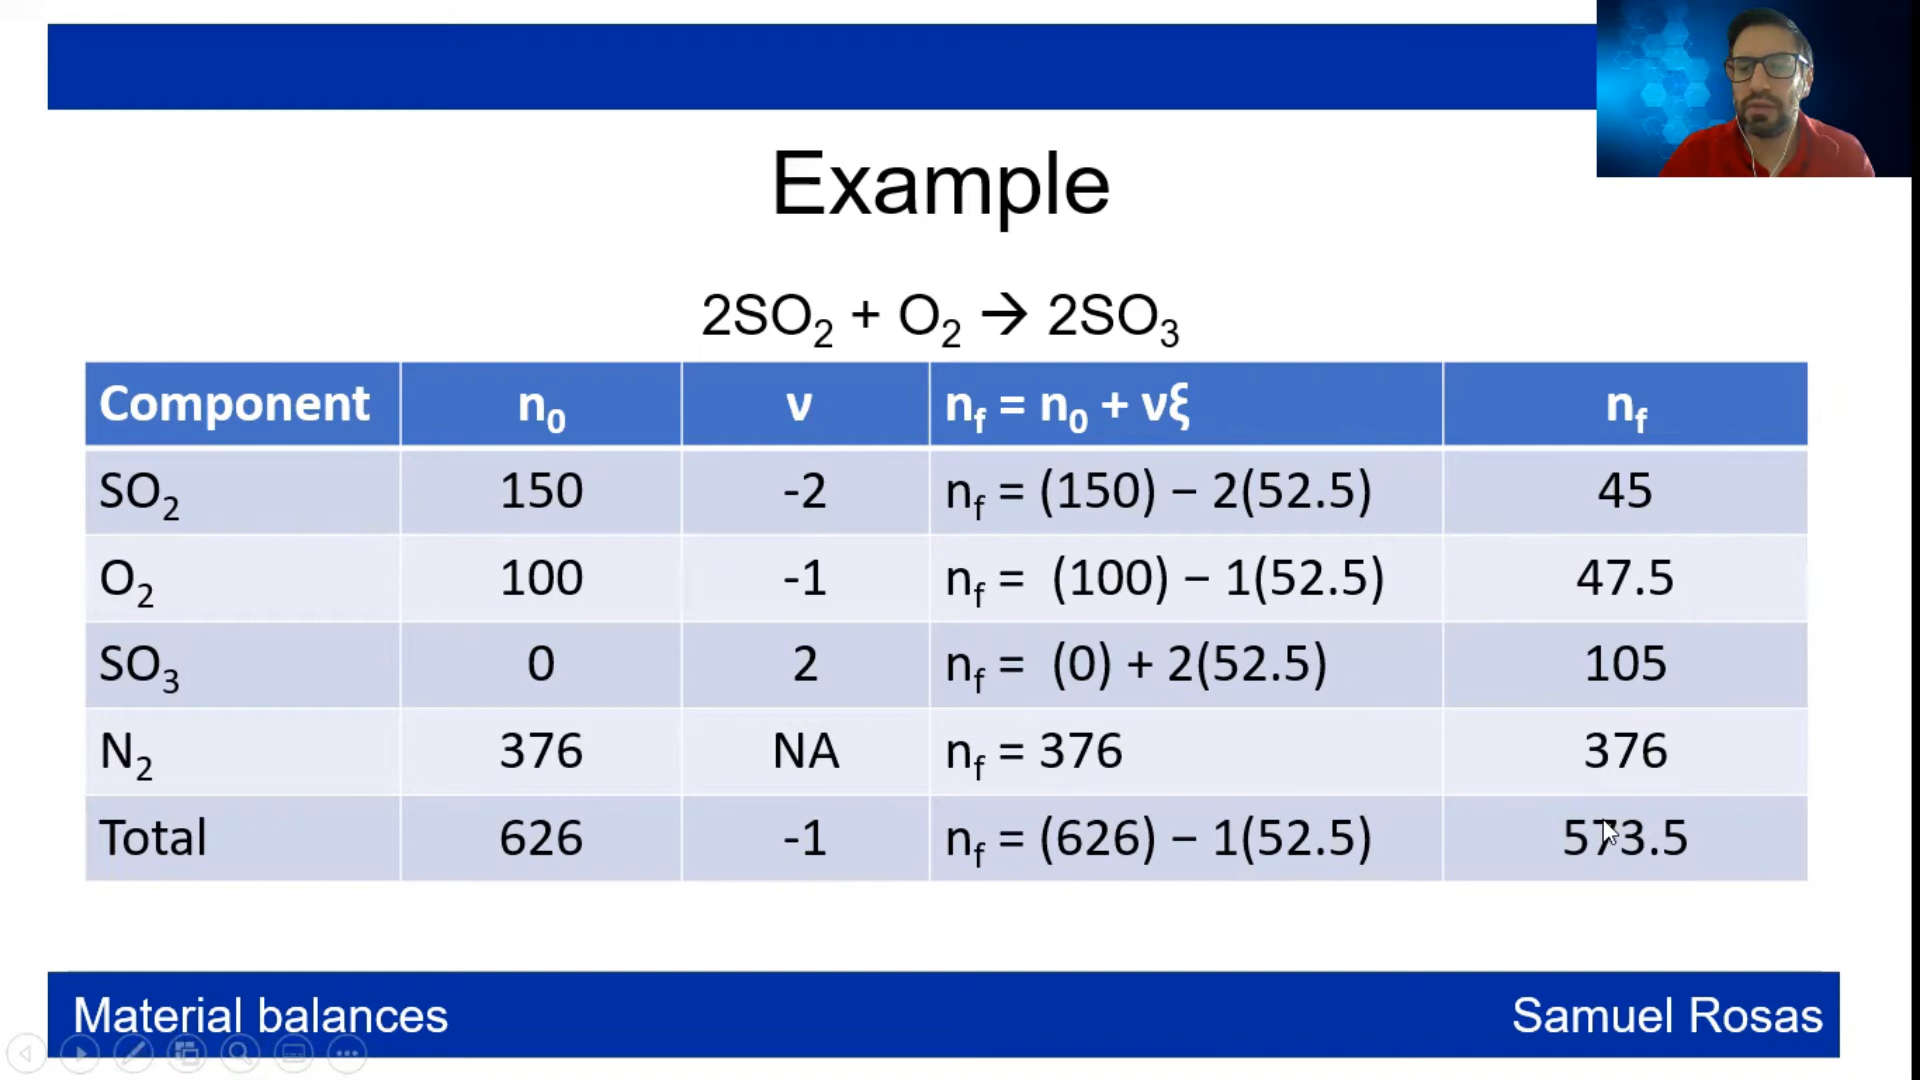 Example
2SO₂ + O₂ → 2SO₃
Component n₀ ν n_f = n₀ + νξ n_f
SO₂ 150 -2 n_f = (150) – 2(52.5) 45
O₂ 100 -1 n_f = (100) – 1(52.5) 47.5
SO₃ 0 2 n_f = (0) + 2(52.5) 105
N₂ 376 NA n_f = 376 376
Total 626 -1 n_f = (626) – 1(52.5) 573.5
Material balances Samuel Rosas